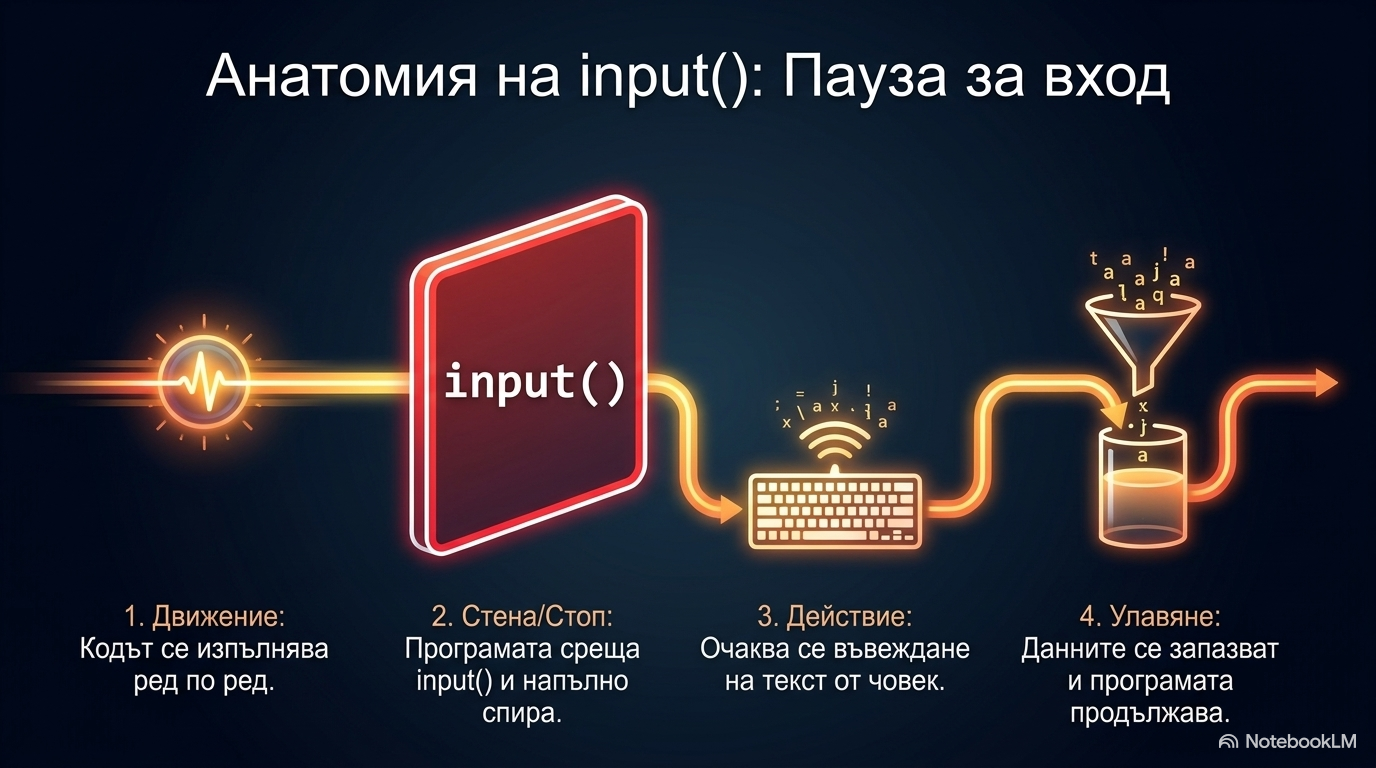 Анатомия на input(): Пауза за вход
input()
1. Движение:
Кодът се изпълнява
ред по ред.
2. Стена/Стоп:
Програмата среща
input() и напълно
спира.
3. Действие:
Очаква се въвеждане
на текст от човек.
4. Улавяне:
Данните се запазват
и програмата
продължава.
NotebookLM